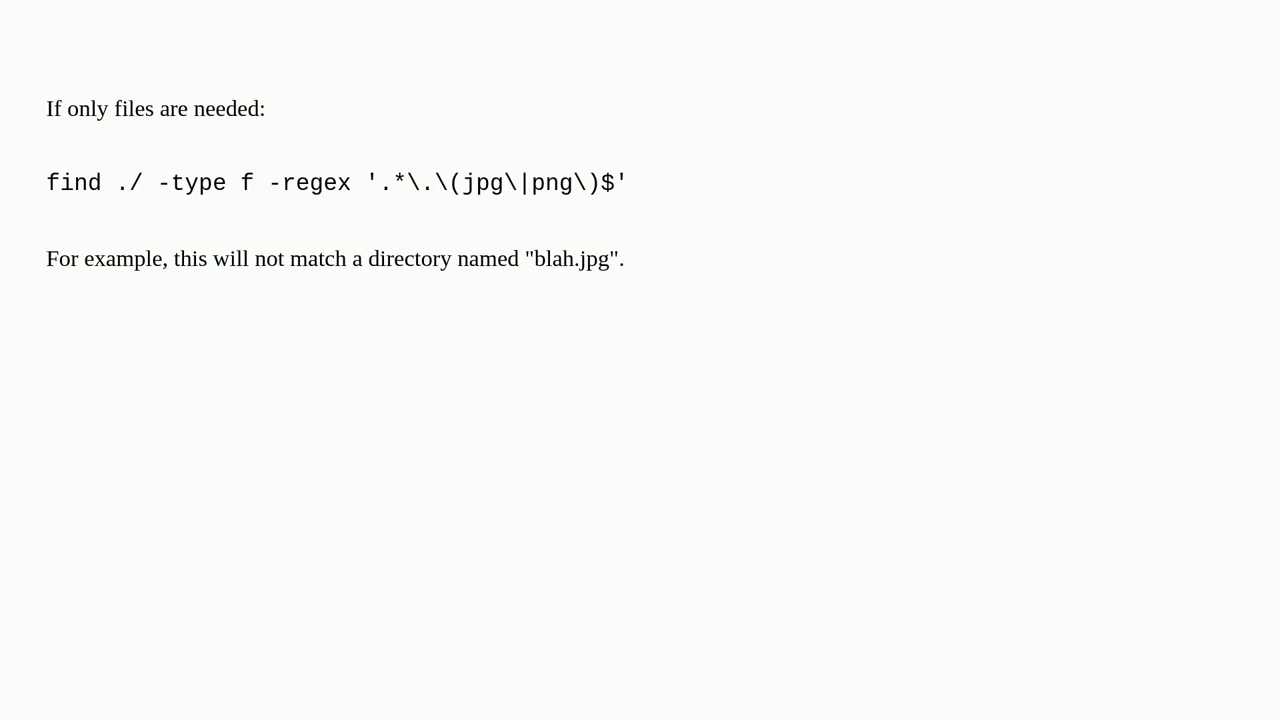 If only files are needed:
find ./ -type f -regex '.*\.\(jpg\|png\)$'
For example, this will not match a directory named "blah.jpg".